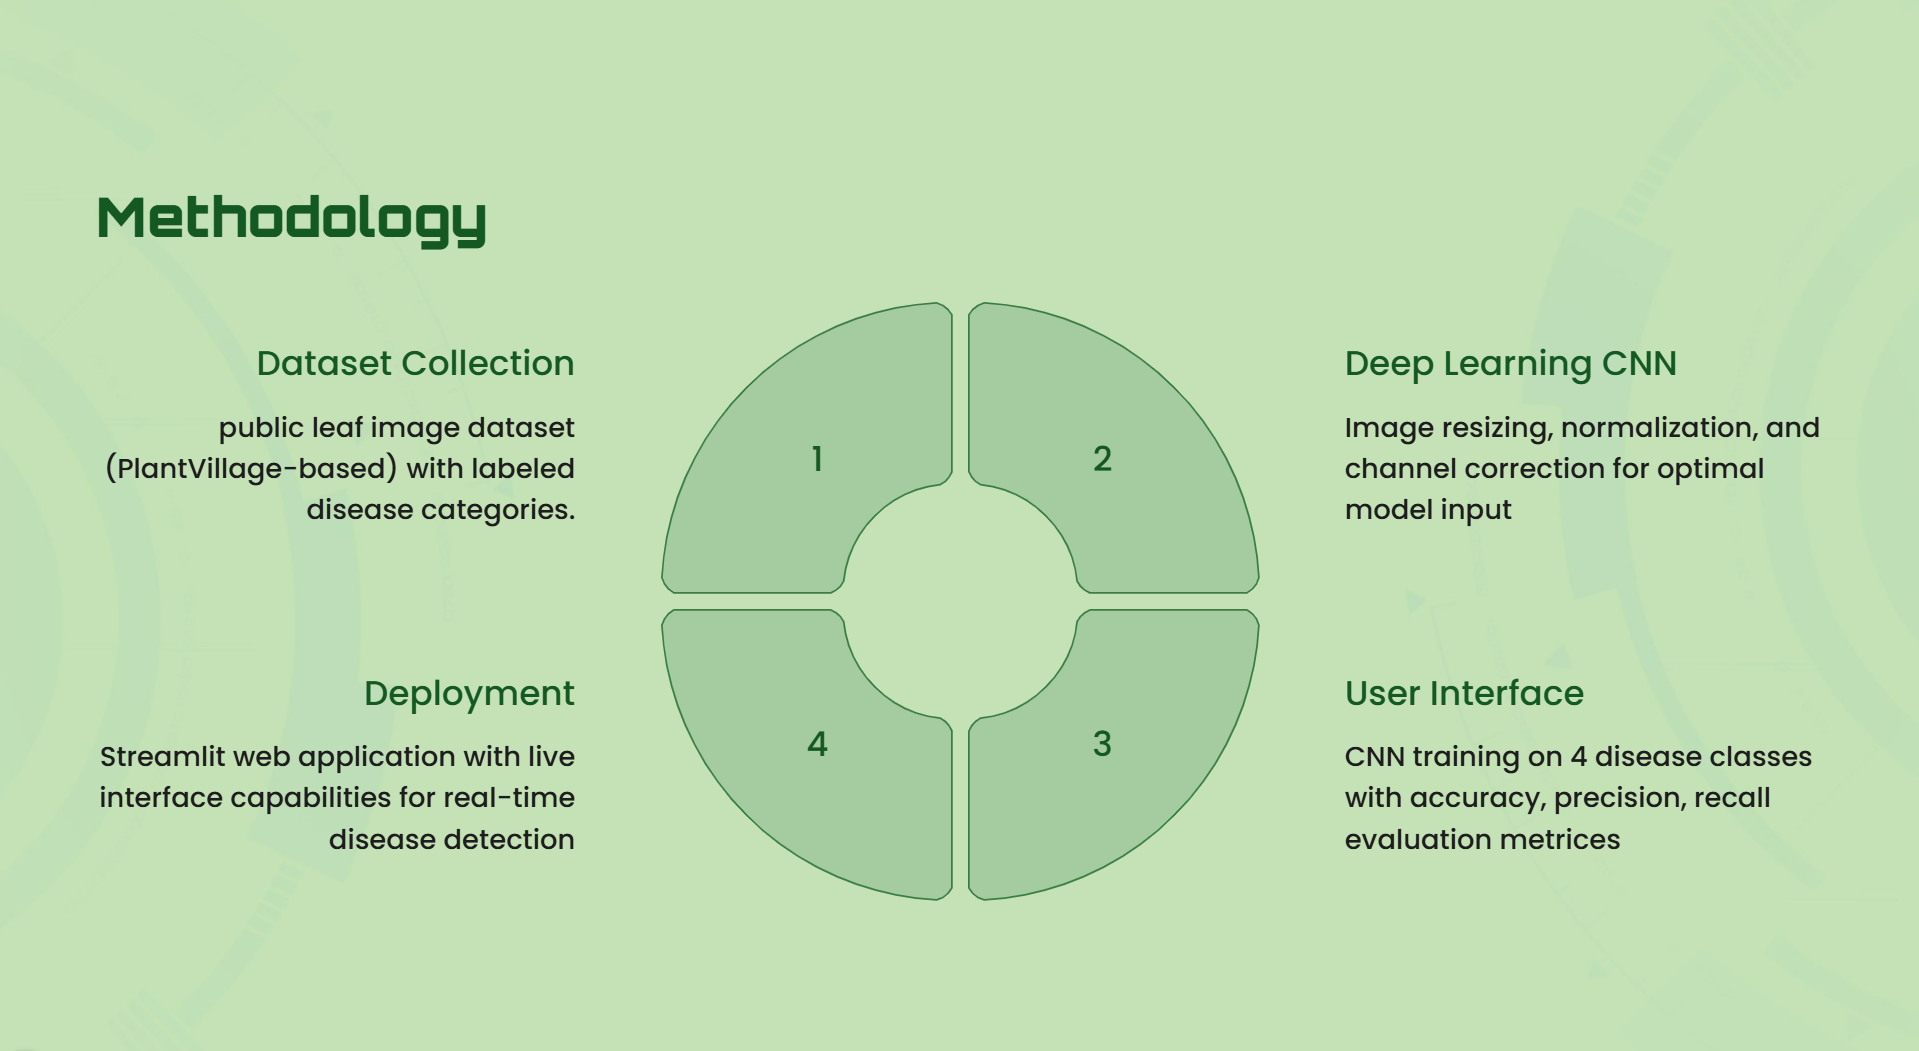 Methodology
Dataset Collection
public leaf image dataset
(PlantVillage-based) with labeled
disease categories.
1
2
Deep Learning CNN
Image resizing, normalization, and
channel correction for optimal
model input
Deployment
Streamlit web application with live
interface capabilities for real-time
disease detection
4
3
User Interface
CNN training on 4 disease classes
with accuracy, precision, recall
evaluation metrices